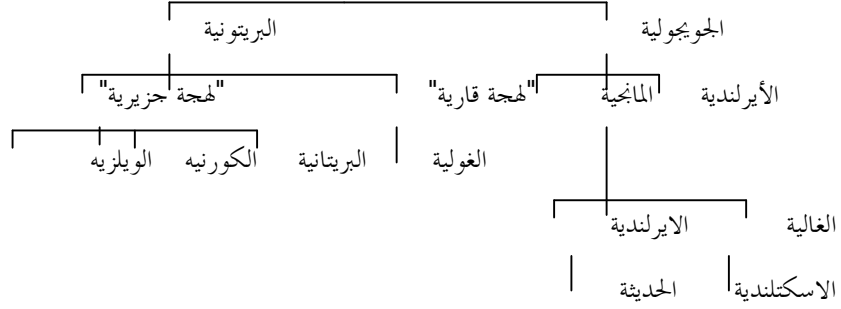 الجويجولية البريتونية
الأيرلندية المانجية "لهجة قارية" "لهجة جزيرية"
الغولية البريتانية الكورنيه الويلزيه
الغالية الايرلندية
الاسكتلندية الحديثة